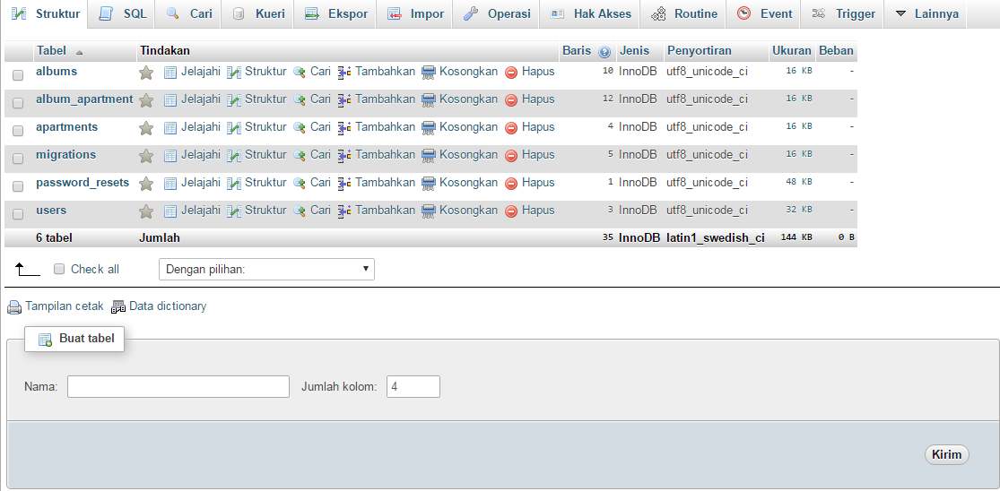 Struktur SQL Cari Kueri Ekspor Impor Operasi Hak Akses Routine Event Trigger Lainnya
Tabel Tindakan Baris Jenis Penyortiran Ukuran Beban
albums Jelajahi Struktur Cari Tambahkan Kosongkan Hapus 10 InnoDB utf8_unicode_ci 16 KB -
album_apartment Jelajahi Struktur Cari Tambahkan Kosongkan Hapus 12 InnoDB utf8_unicode_ci 16 KB -
apartments Jelajahi Struktur Cari Tambahkan Kosongkan Hapus 4 InnoDB utf8_unicode_ci 16 KB -
migrations Jelajahi Struktur Cari Tambahkan Kosongkan Hapus 5 InnoDB utf8_unicode_ci 16 KB -
password_resets Jelajahi Struktur Cari Tambahkan Kosongkan Hapus 1 InnoDB utf8_unicode_ci 48 KB -
users Jelajahi Struktur Cari Tambahkan Kosongkan Hapus 3 InnoDB utf8_unicode_ci 32 KB -
6 tabel Jumlah 35 InnoDB latin1_swedish_ci 144 KB 0 B
Check all Dengan pilihan:
Tampilan cetak Data dictionary
Buat tabel
Nama: Jumlah kolom: 4
Kirim